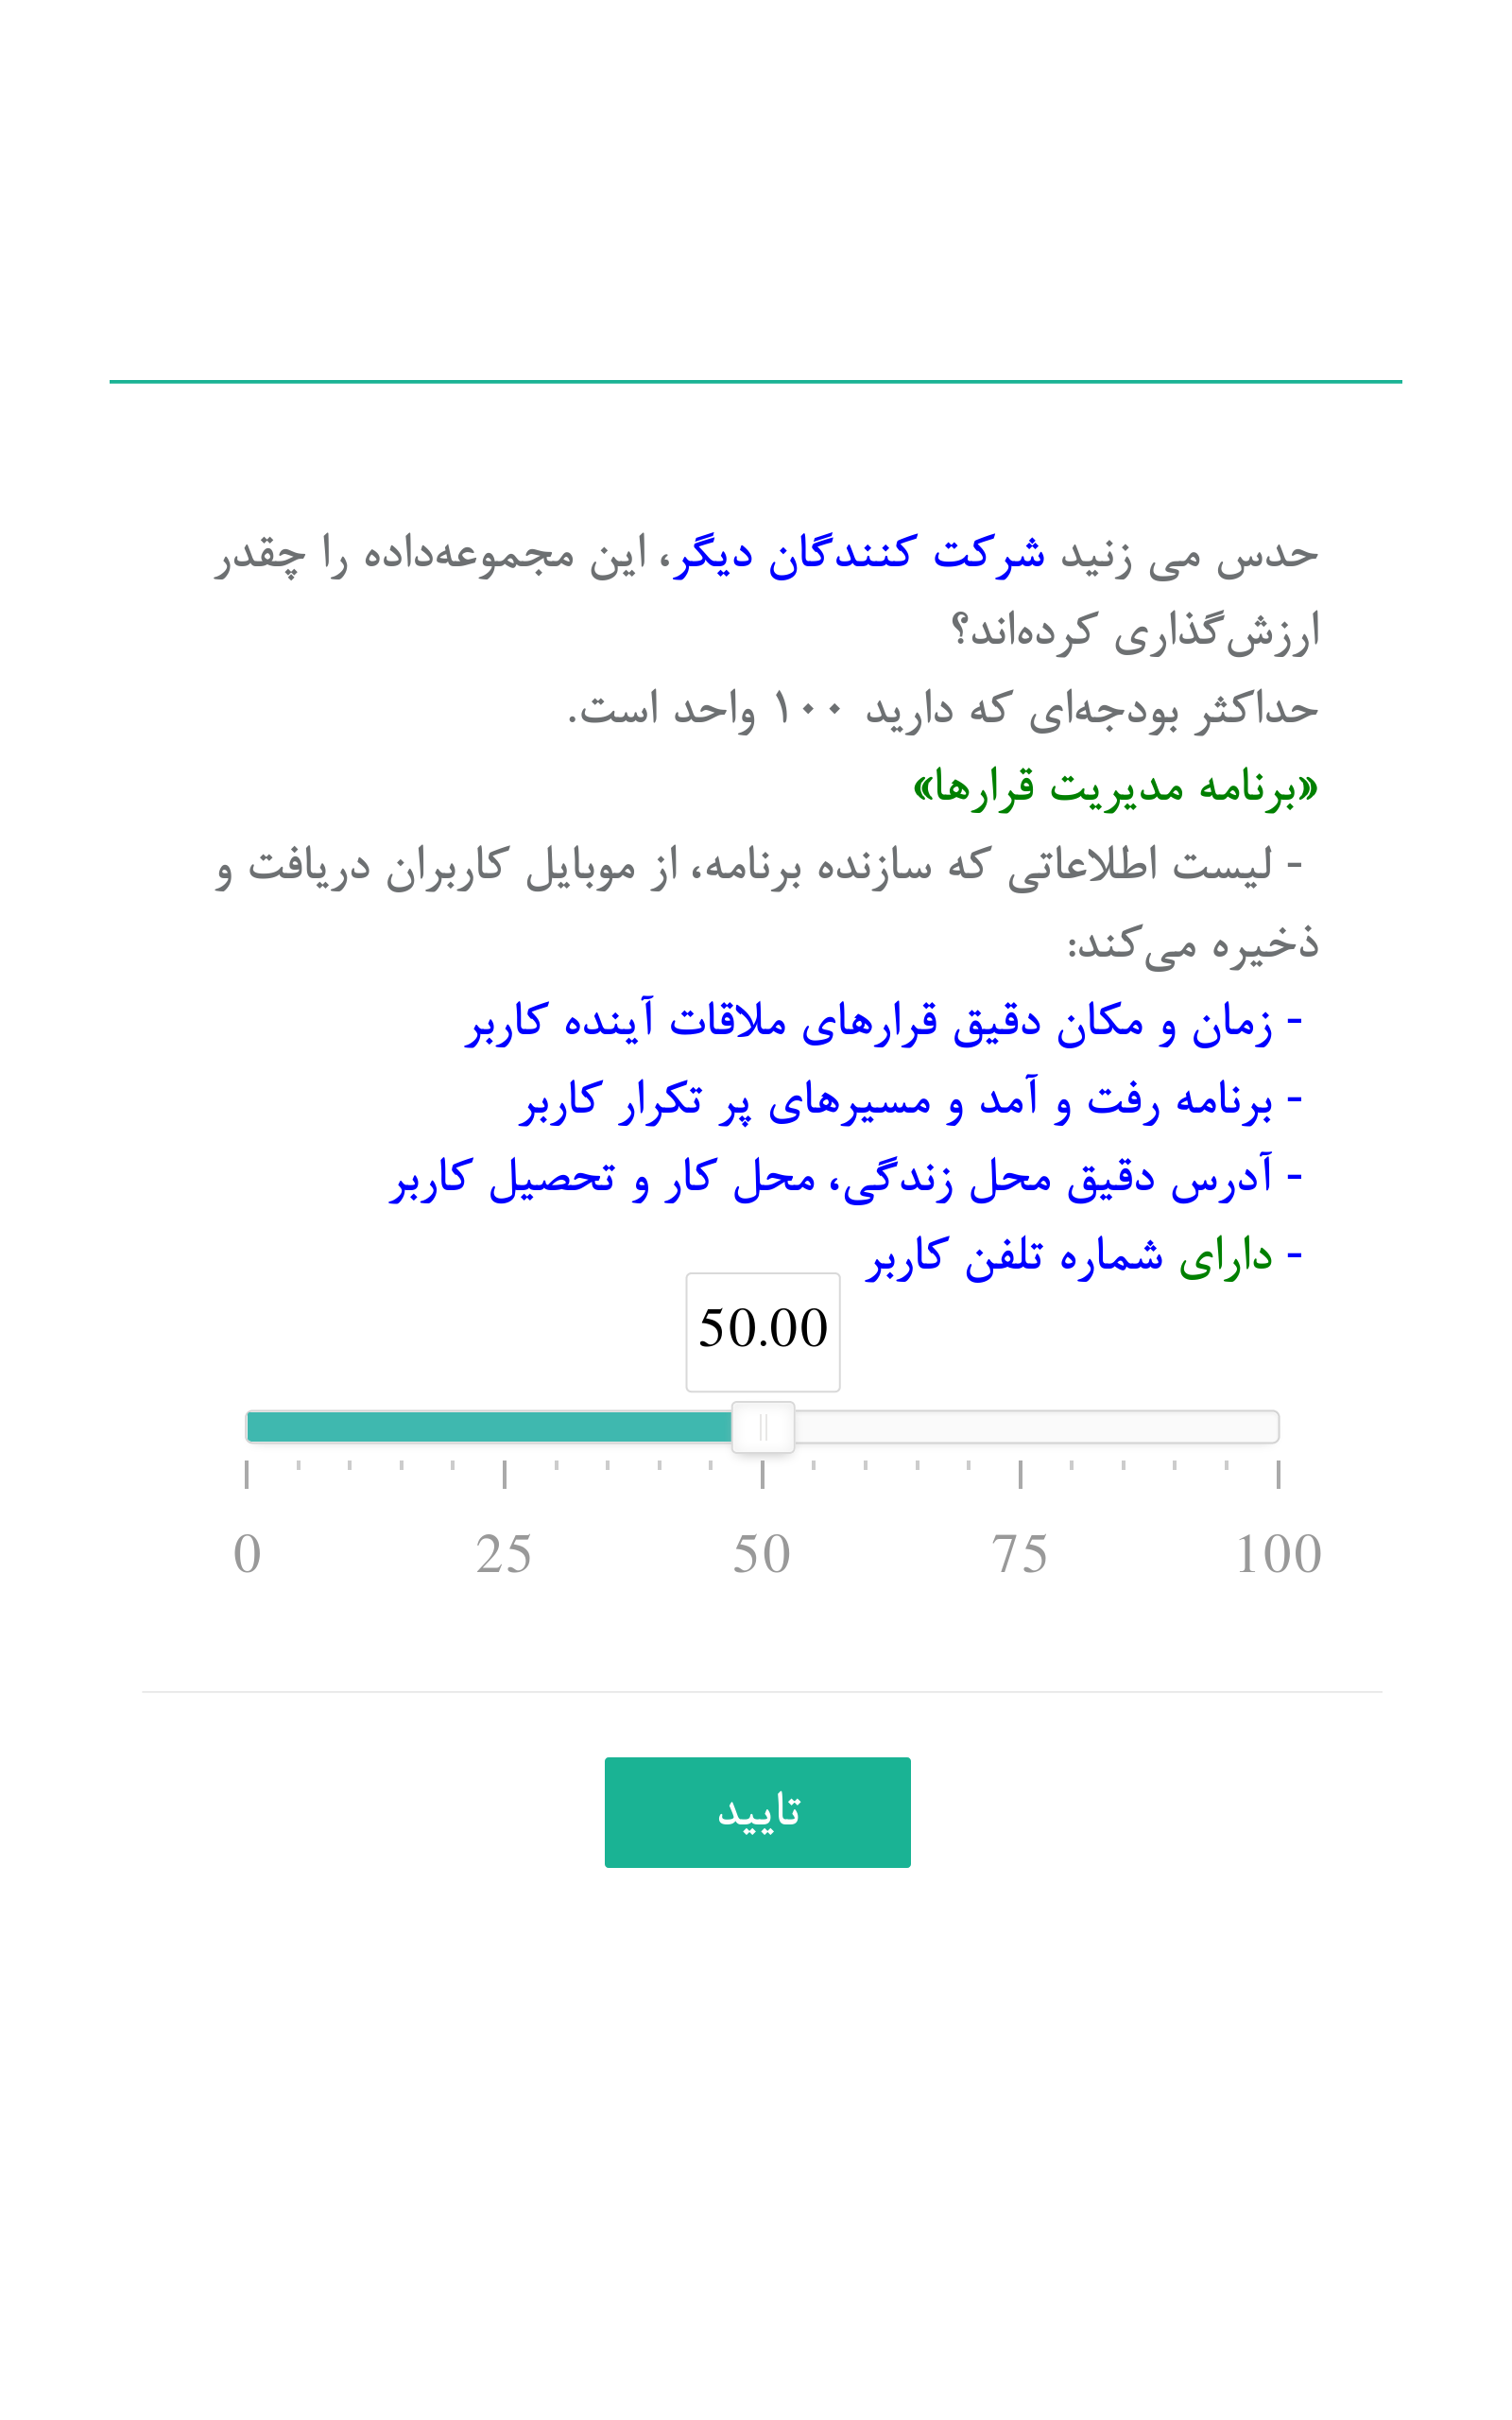 حدس می زنید شرکت کنندگان دیگر، این مجموعه‌داده را چقدر
ارزش‌گذاری کرده‌اند؟
حداکثر بودجه‌ای که دارید ۱۰۰ واحد است.
«برنامه مدیریت قرارها»
- لیست اطلاعاتی که سازنده برنامه، از موبایل کاربران دریافت و
ذخیره می‌کند:
- زمان و مکان دقیق قرارهای ملاقات آینده کاربر
- برنامه رفت و آمد و مسیرهای پر تکرار کاربر
- آدرس دقیق محل زندگی، محل کار و تحصیل کاربر
- دارای شماره تلفن کاربر
50.00
0 25 50 75 100
تایید